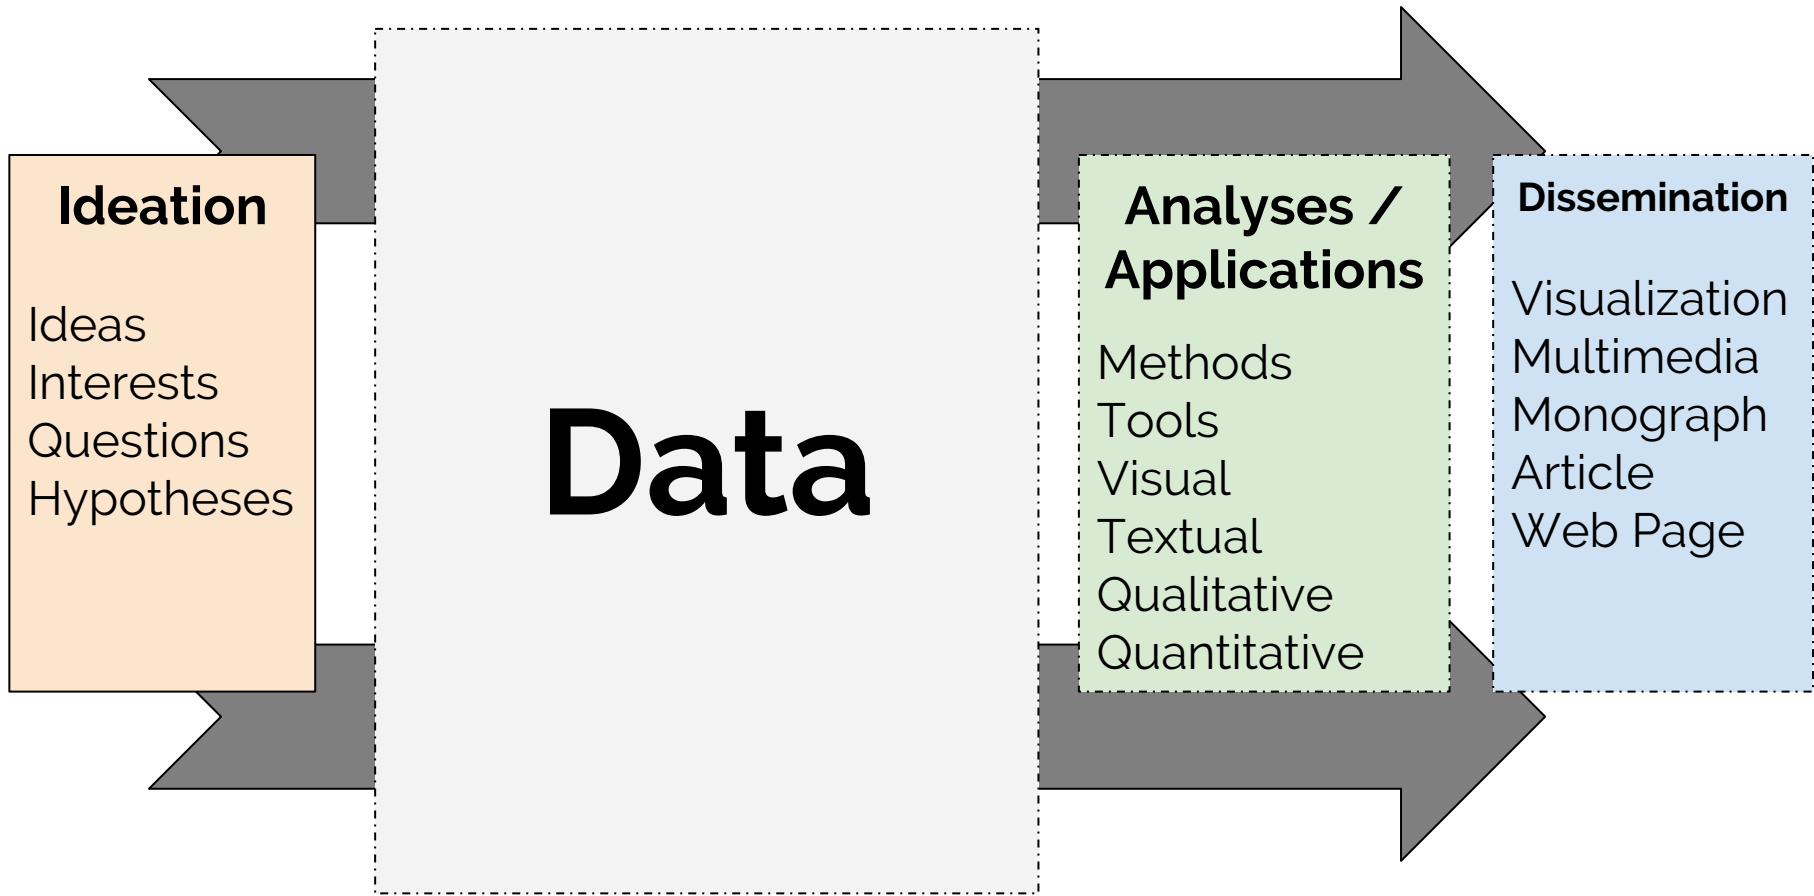 Ideation
Ideas
Interests
Questions
Hypotheses
Data
Analyses /
Applications
Methods
Tools
Visual
Textual
Qualitative
Quantitative
Dissemination
Visualization
Multimedia
Monograph
Article
Web Page